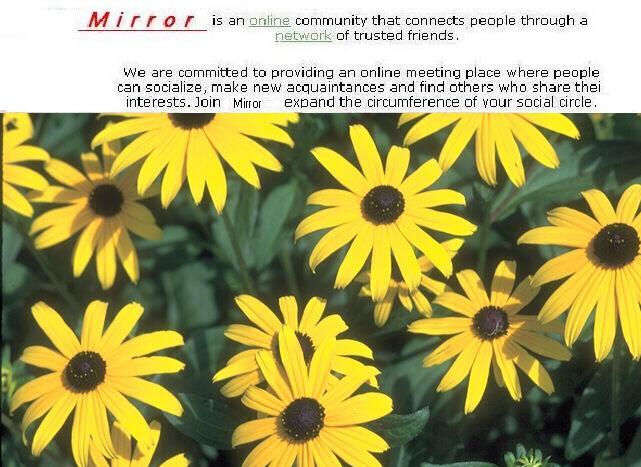 Mirror is an online community that connects people through a
network of trusted friends.
We are committed to providing an online meeting place where people
can socialize, make new acquaintances and find others who share thei
interests. Join Mirror expand the circumference of your social circle.